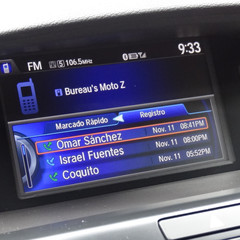 FM 106.5MHz 9:33
Bureau's Moto Z
Marcado Rápido Registro
Omar Sánchez Nov. 11 08:41PM
Israel Fuentes Nov. 11 08:00PM
Coquito Nov. 11 05:52PM